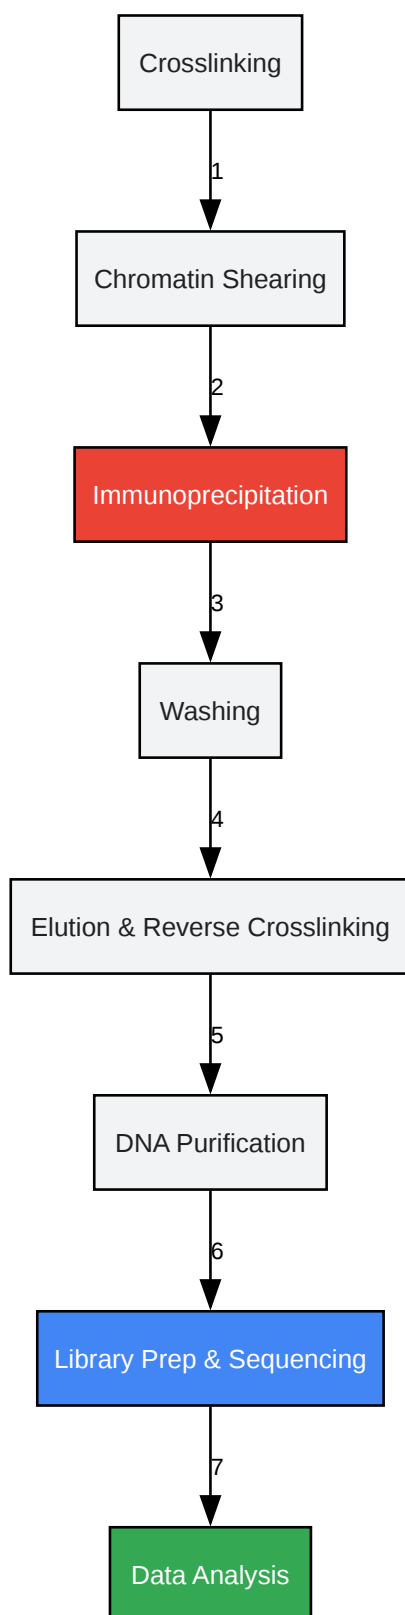 Crosslinking
1
Chromatin Shearing
2
Immunoprecipitation
3
Washing
4
Elution & Reverse Crosslinking
5
DNA Purification
6
Library Prep & Sequencing
7
Data Analysis